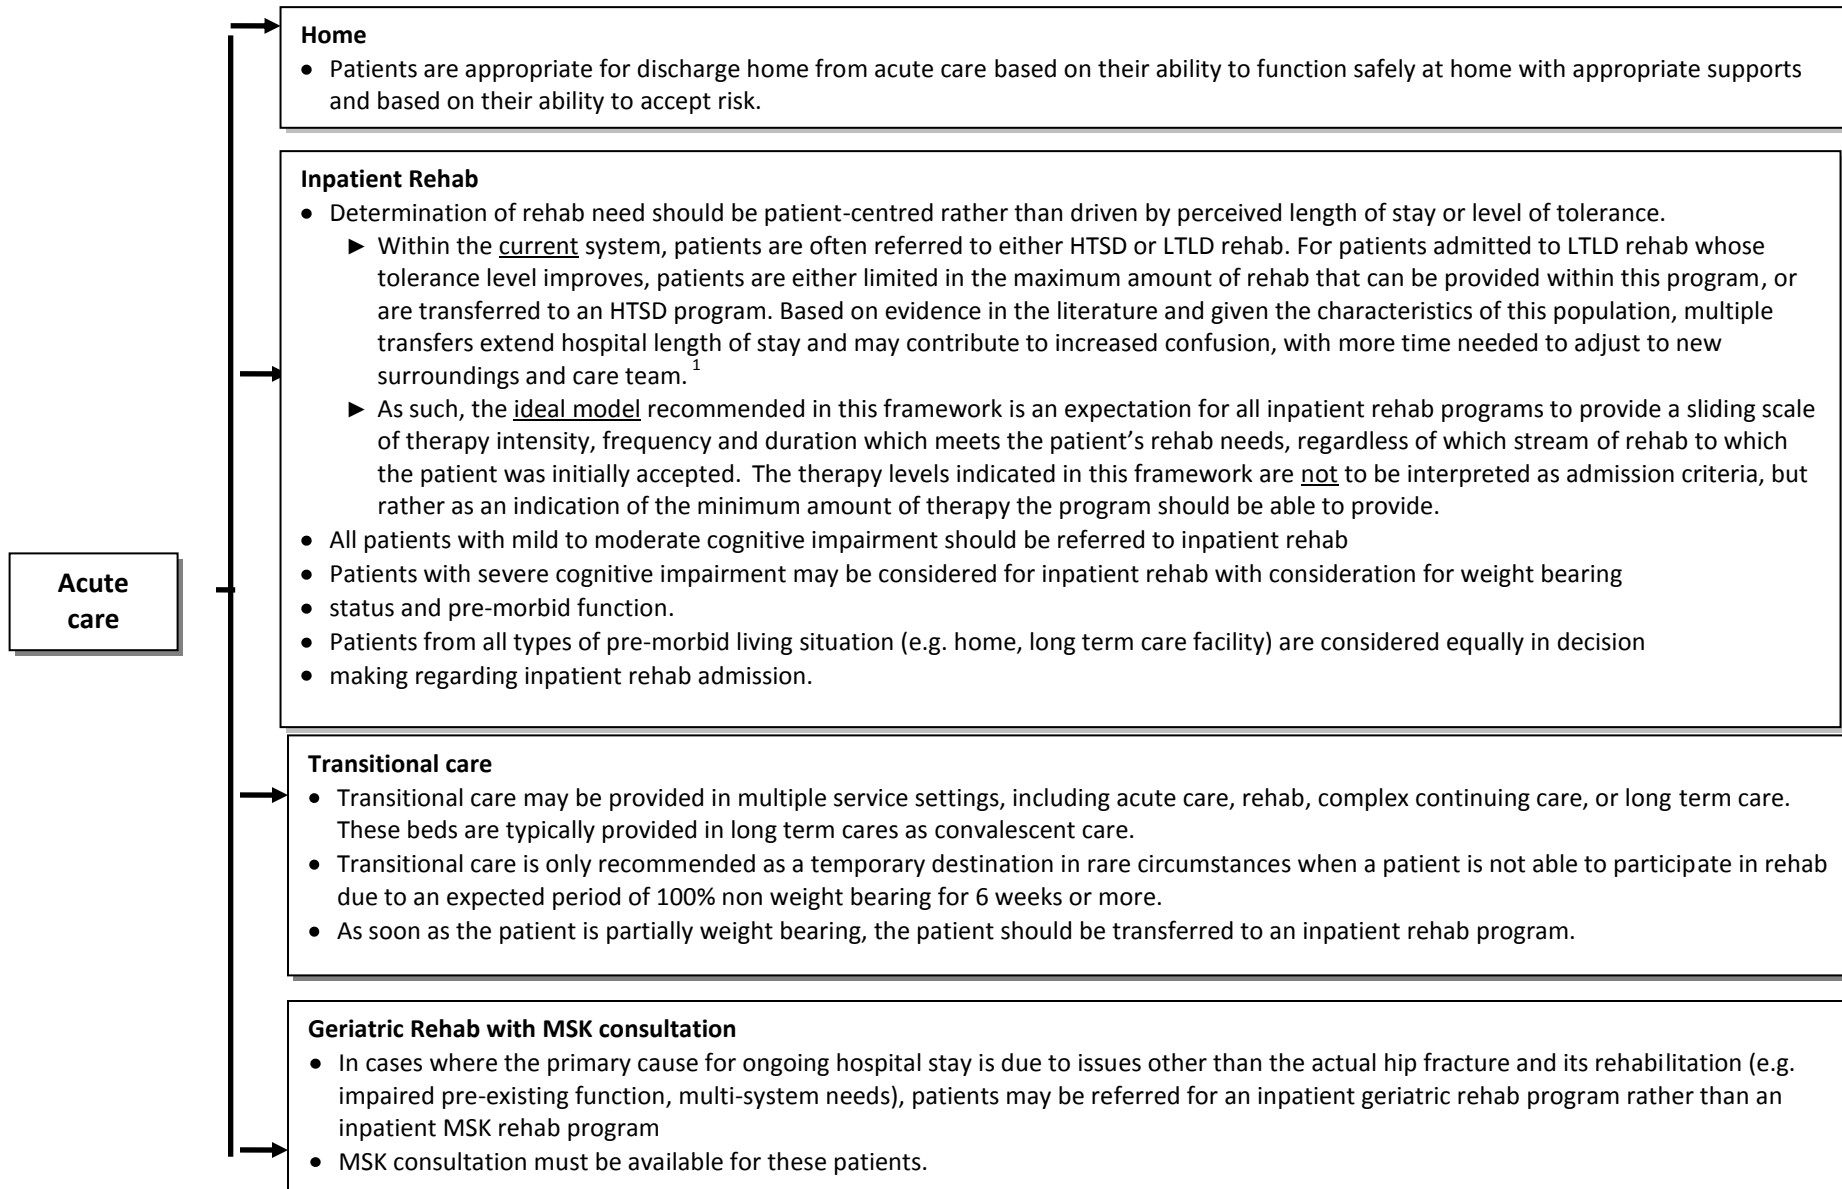 Home
• Patients are appropriate for discharge home from acute care based on their ability to function safely at home with appropriate supports
and based on their ability to accept risk.
Inpatient Rehab
• Determination of rehab need should be patient-centred rather than driven by perceived length of stay or level of tolerance.
► Within the current system, patients are often referred to either HTSD or LTLD rehab. For patients admitted to LTLD rehab whose
tolerance level improves, patients are either limited in the maximum amount of rehab that can be provided within this program, or
are transferred to an HTSD program. Based on evidence in the literature and given the characteristics of this population, multiple
transfers extend hospital length of stay and may contribute to increased confusion, with more time needed to adjust to new
surroundings and care team. 1
► As such, the ideal model recommended in this framework is an expectation for all inpatient rehab programs to provide a sliding scale
of therapy intensity, frequency and duration which meets the patient’s rehab needs, regardless of which stream of rehab to which
the patient was initially accepted. The therapy levels indicated in this framework are not to be interpreted as admission criteria, but
rather as an indication of the minimum amount of therapy the program should be able to provide.
• All patients with mild to moderate cognitive impairment should be referred to inpatient rehab
• Patients with severe cognitive impairment may be considered for inpatient rehab with consideration for weight bearing
• status and pre-morbid function.
• Patients from all types of pre-morbid living situation (e.g. home, long term care facility) are considered equally in decision
• making regarding inpatient rehab admission.
Acute
care
Transitional care
• Transitional care may be provided in multiple service settings, including acute care, rehab, complex continuing care, or long term care.
These beds are typically provided in long term cares as convalescent care.
• Transitional care is only recommended as a temporary destination in rare circumstances when a patient is not able to participate in rehab
due to an expected period of 100% non weight bearing for 6 weeks or more.
• As soon as the patient is partially weight bearing, the patient should be transferred to an inpatient rehab program.
Geriatric Rehab with MSK consultation
• In cases where the primary cause for ongoing hospital stay is due to issues other than the actual hip fracture and its rehabilitation (e.g.
impaired pre-existing function, multi-system needs), patients may be referred for an inpatient geriatric rehab program rather than an
inpatient MSK rehab program
• MSK consultation must be available for these patients.